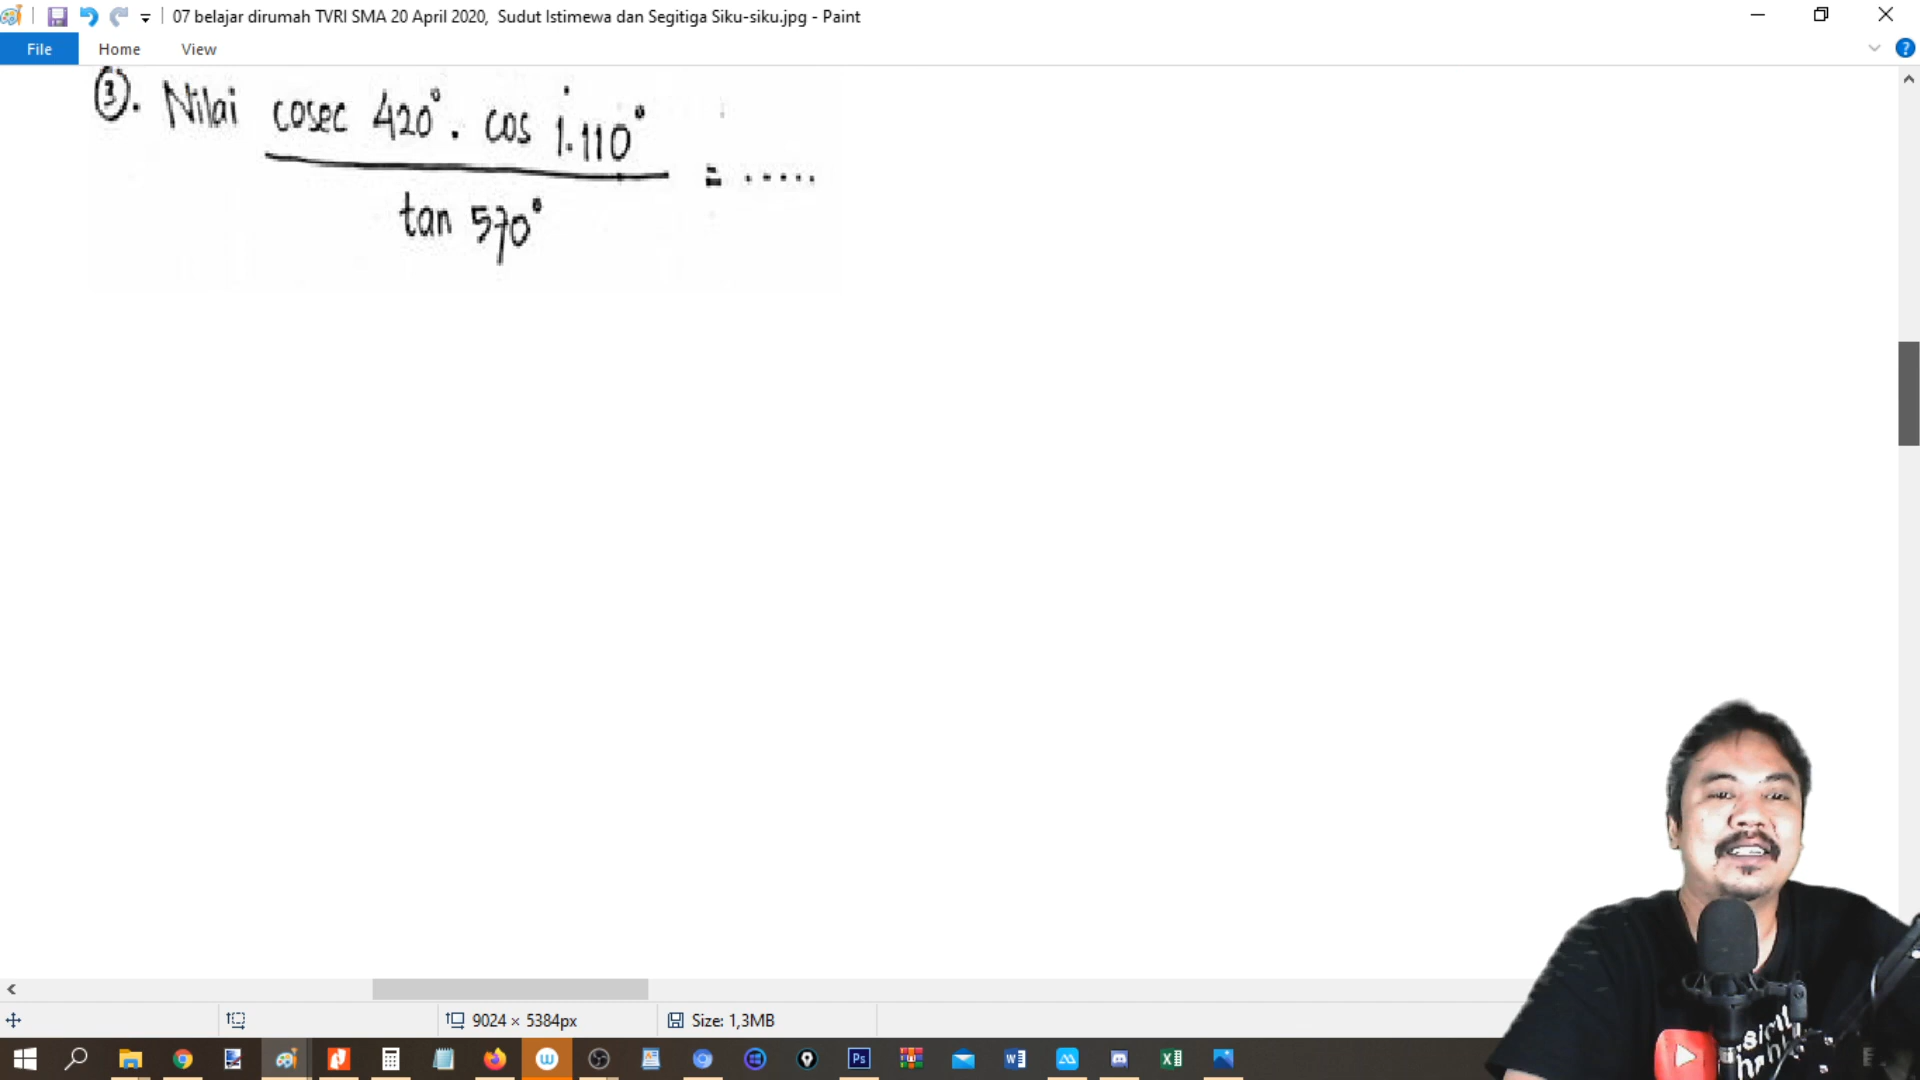 07 belajar dirumah TVRI SMA 20 April 2020,  Sudut Istimewa dan Segitiga Siku-siku.jpg - Paint
File Home View
③. Nilai cosec 420°. cos 1.110°
= .....
tan 570°
9024 × 5384px Size: 1,3MB